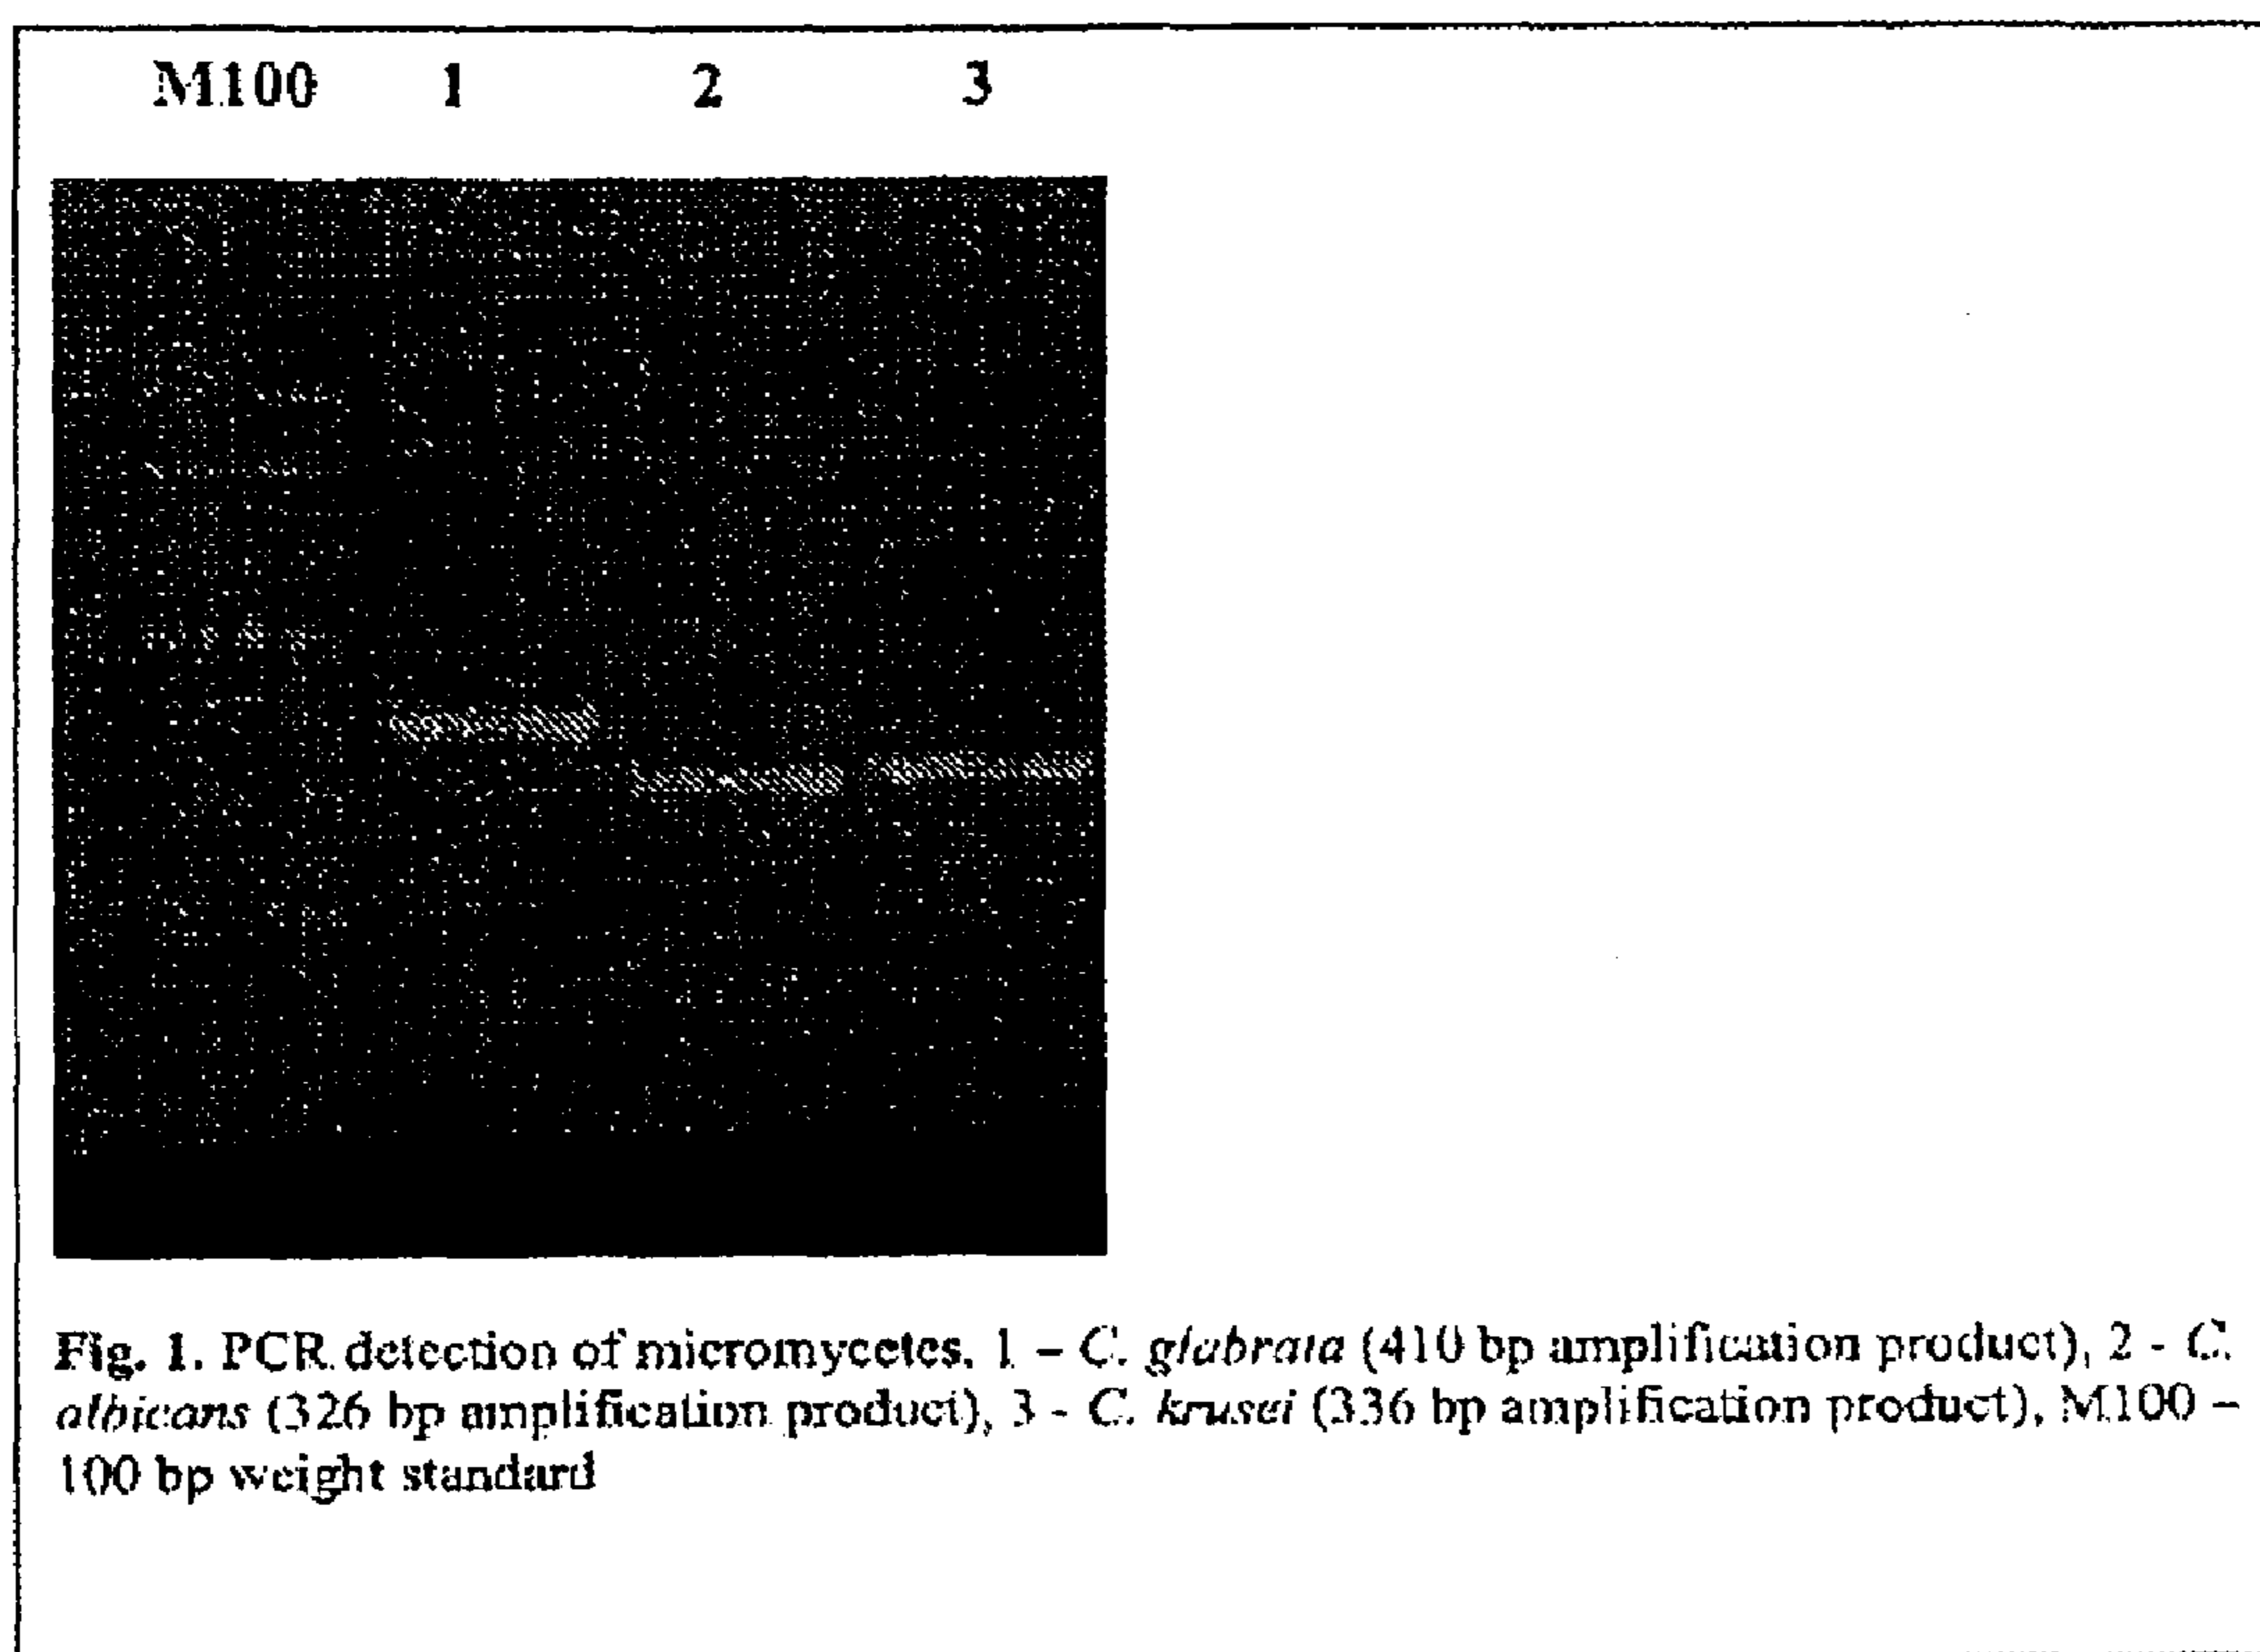 M100 1 2 3
Fig. 1. PCR detection of micromycetes. 1 – C. glabrata (410 bp amplification product), 2 - C.
albicans (326 bp amplification product), 3 - C. krusei (336 bp amplification product), M100 –
100 bp weight standard